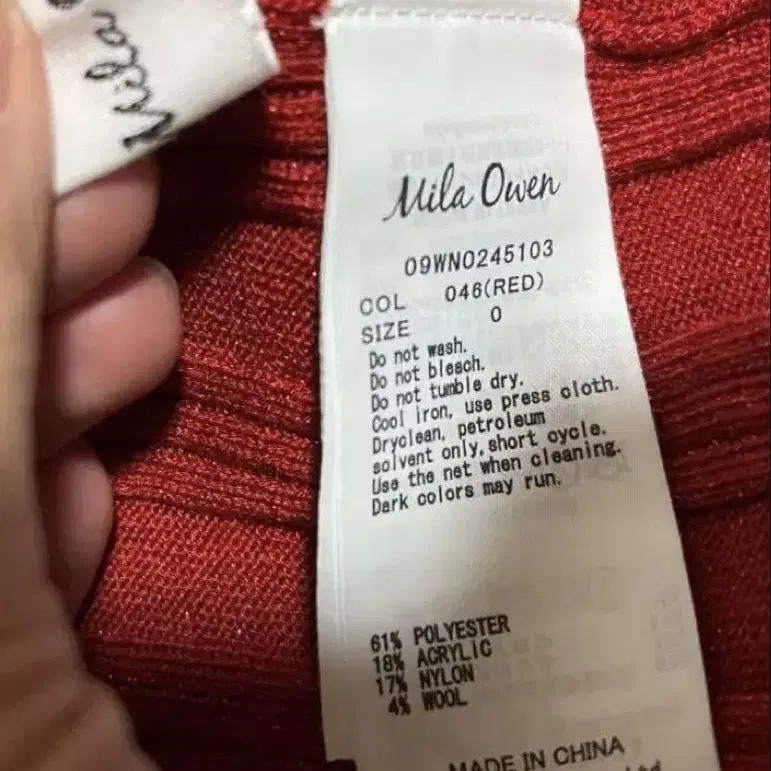 Mila
Mila Owen
09WNO245103
COL 046(RED)
SIZE 0
Do not wash.
Do not bleach.
Do not tumble dry.
Cool iron, use press cloth.
Dryclean, petroleum
solvent only, short cycle.
Use the net when cleaning.
Dark colors may run.
61% POLYESTER
18% ACRYLIC
17% NYLON
4% WOOL
MADE IN CHINA